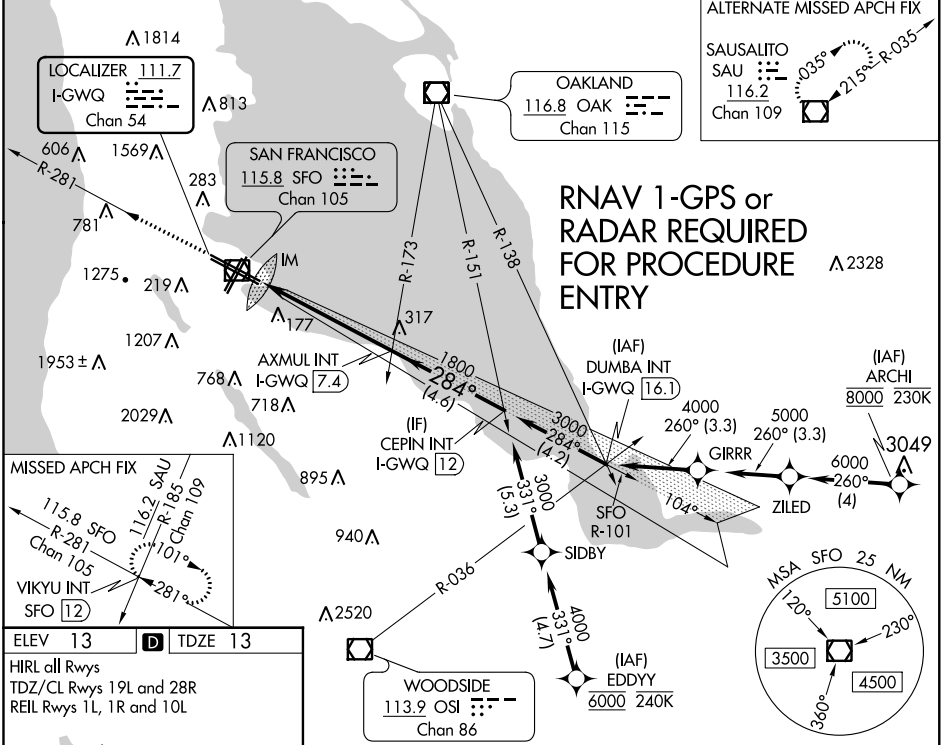 ALTERNATE MISSED APCH FIX
SAUSALITO
SAU
116.2
Chan 109
035°
215°
R-035
1814
LOCALIZER 111.7
I-GWQ
Chan 54
813
606
1569
R-281
283
781
1275
219
1207
1953 ±
768
2029
718
1120
895
940
2520
SAN FRANCISCO
115.8 SFO
Chan 105
IM
177
317
OAKLAND
116.8 OAK
Chan 115
R-173
R-151
R-138
RNAV 1-GPS or
RADAR REQUIRED
FOR PROCEDURE
ENTRY
2328
AXMUL INT
I-GWQ 7.4
1800
284°
(4.6)
(IF)
CEPIN INT
I-GWQ 12
(IAF)
DUMBA INT
I-GWQ 16.1
3000
284°
(4.2)
4000
260° (3.3)
GIRRR
5000
260° (3.3)
ZILED
(IAF)
ARCHI
8000 230K
3049
6000
260°
(4)
104°
SFO
R-101
3000
331°
(5.3)
SIDBY
4000
331°
(4.7)
(IAF)
EDDYY
6000 240K
R-036
WOODSIDE
113.9 OSI
Chan 86
MISSED APCH FIX
116.2 SAU
R-185
Chan 109
115.8 SFO
R-281
Chan 105
101°
281°
VIKYU INT
SFO 12
ELEV 13
D
TDZE 13
HIRL all Rwys
TDZ/CL Rwys 19L and 28R
REIL Rwys 1L, 1R and 10L
MSA SFO 25 NM
120°
5100
230°
3500
4500
360°